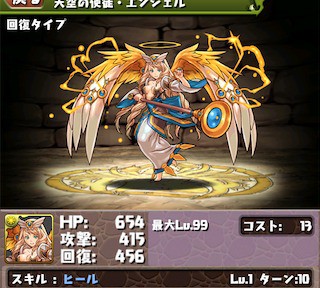 天空の使徒・エンジェル
回復タイプ
HP: 654 最大Lv.99 コスト: 13
攻撃: 415
回復: 456
スキル:ヒール Lv.1 ターン:10